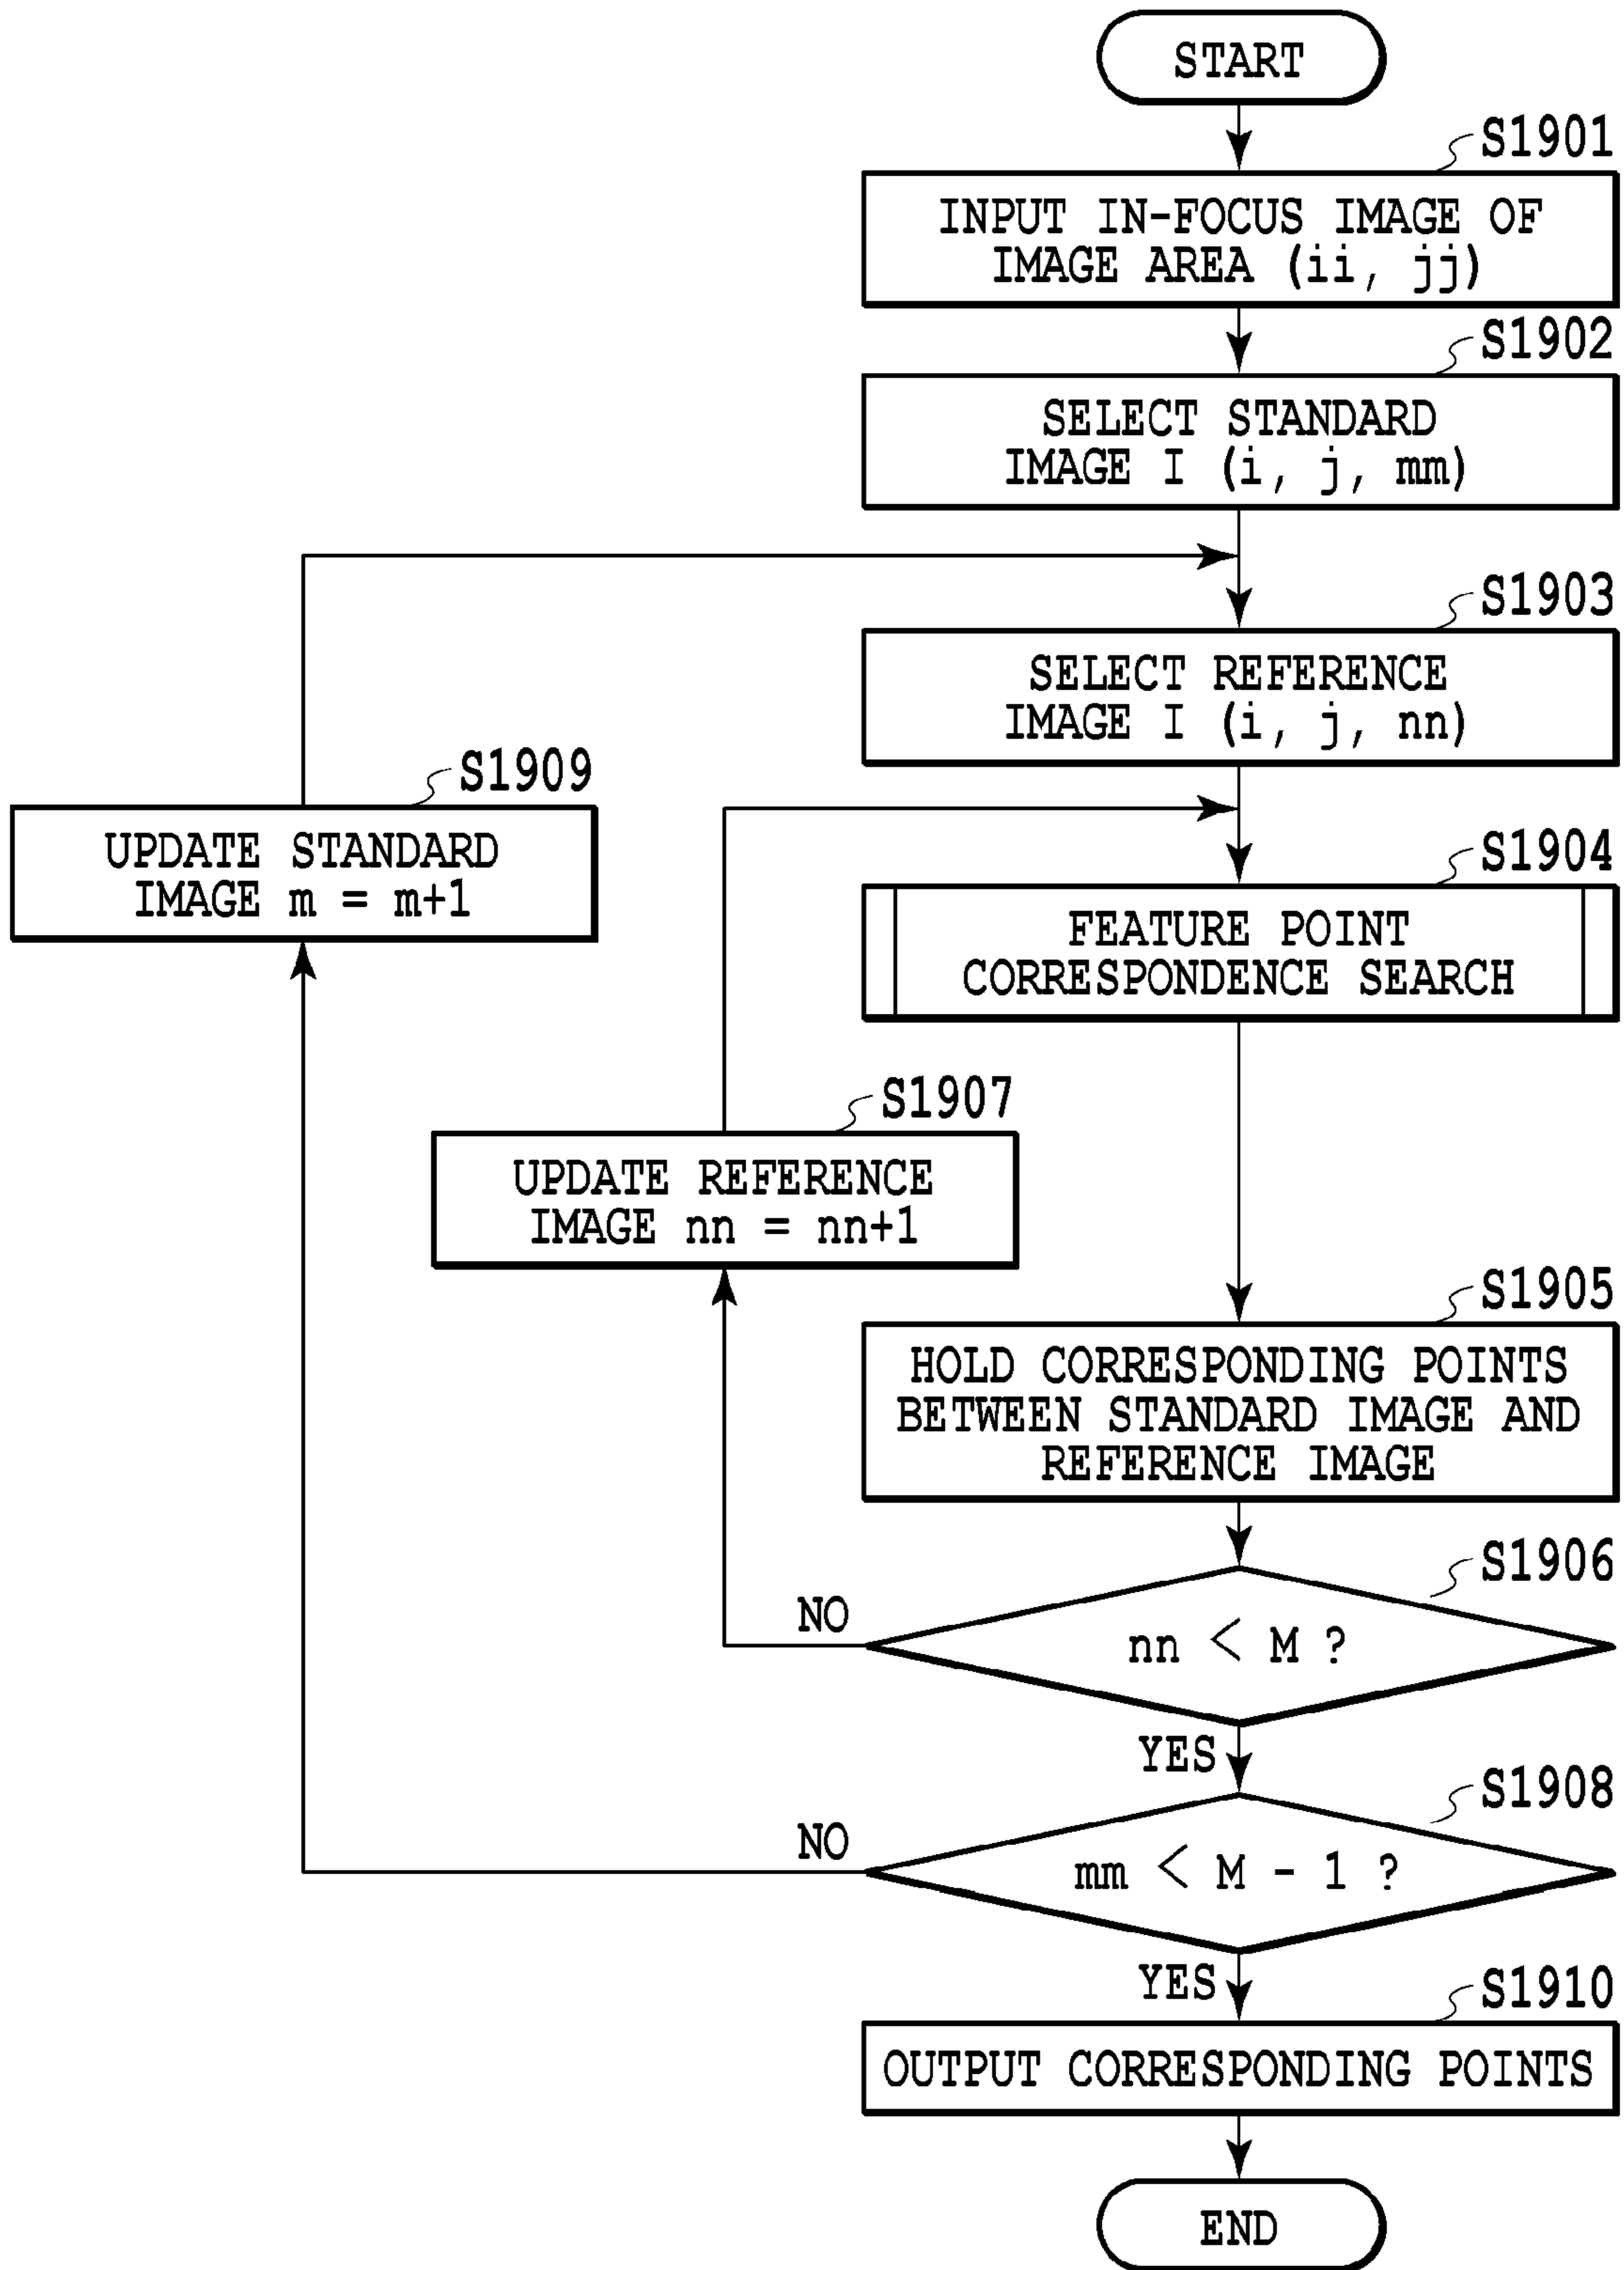 START
S1901
INPUT IN-FOCUS IMAGE OF
IMAGE AREA (ii, jj)
S1902
SELECT STANDARD
IMAGE I (i, j, mm)
S1903
SELECT REFERENCE
IMAGE I (i, j, nn)
S1909
UPDATE STANDARD
IMAGE m = m+1
S1904
FEATURE POINT
CORRESPONDENCE SEARCH
S1907
UPDATE REFERENCE
IMAGE nn = nn+1
S1905
HOLD CORRESPONDING POINTS
BETWEEN STANDARD IMAGE AND
REFERENCE IMAGE
S1906
NO
nn < M ?
YES
S1908
NO
mm < M - 1 ?
YES
S1910
OUTPUT CORRESPONDING POINTS
END